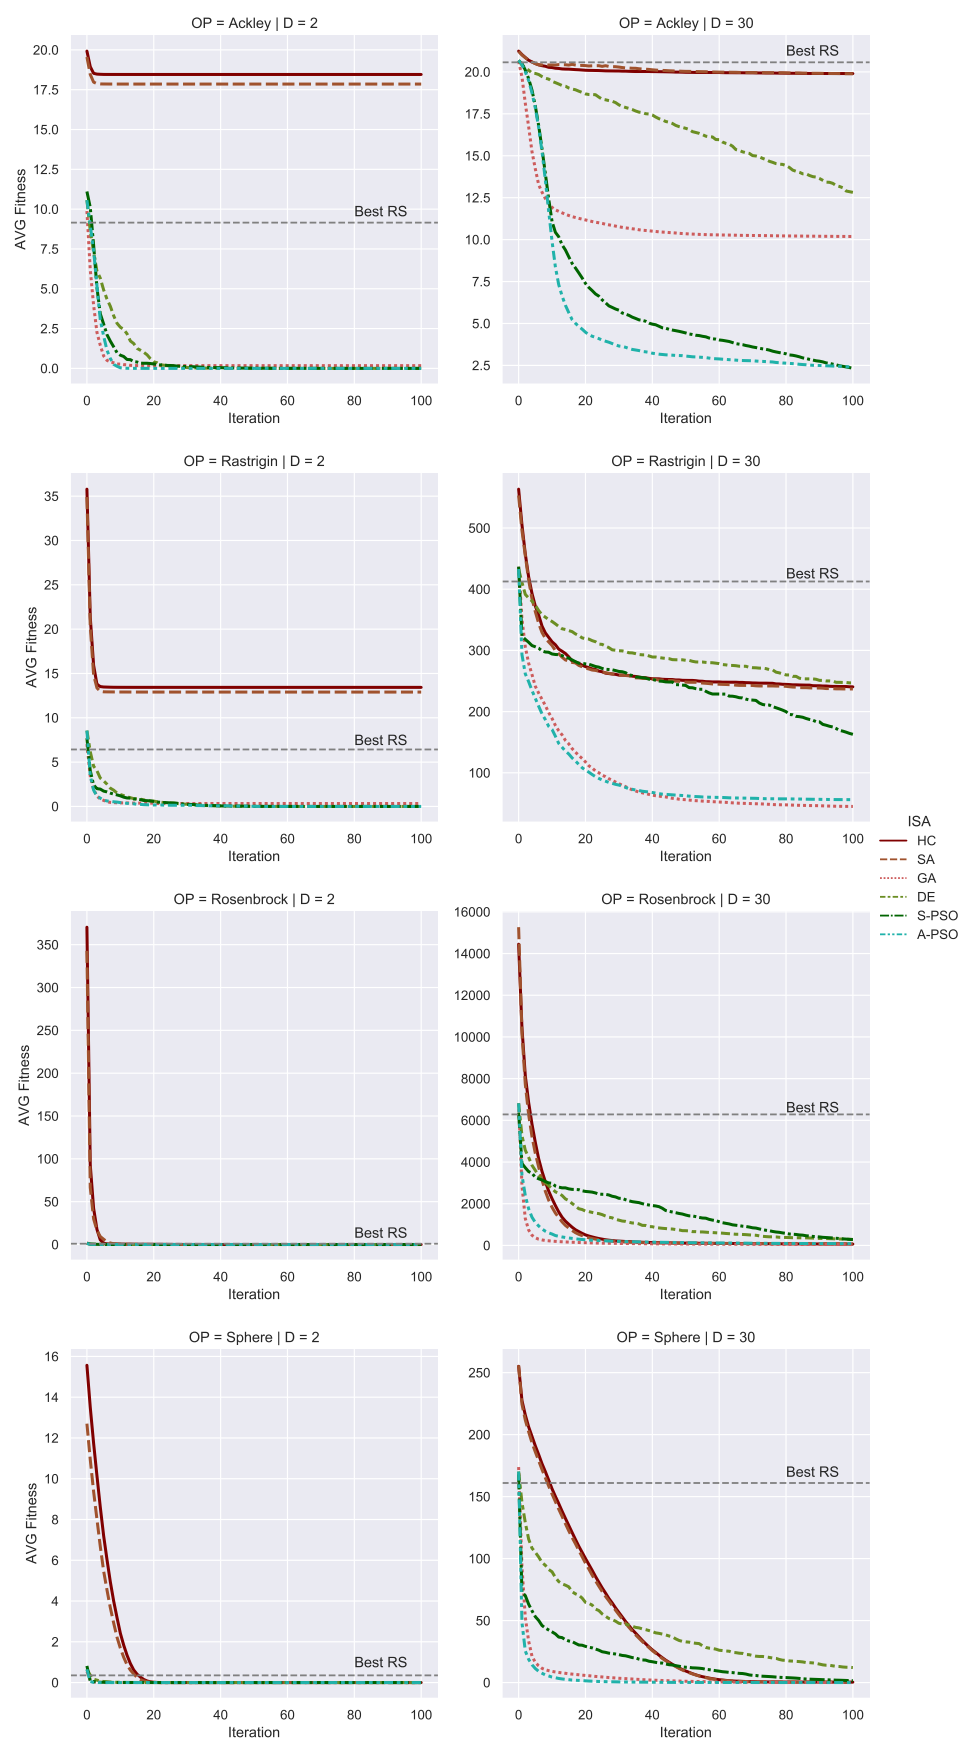 OP = Ackley | D = 2
OP = Ackley | D = 30
AVG Fitness
20.0
17.5
15.0
12.5
10.0
7.5
5.0
2.5
0.0
Best RS
0 20 40 60 80 100
Iteration
20.0
17.5
15.0
12.5
10.0
7.5
5.0
2.5
Best RS
0 20 40 60 80 100
Iteration
OP = Rastrigin | D = 2
OP = Rastrigin | D = 30
AVG Fitness
35
30
25
20
15
10
5
0
Best RS
0 20 40 60 80 100
Iteration
500
400
300
200
100
Best RS
0 20 40 60 80 100
Iteration
ISA
HC
SA
GA
DE
S-PSO
A-PSO
OP = Rosenbrock | D = 2
OP = Rosenbrock | D = 30
AVG Fitness
350
300
250
200
150
100
50
0
Best RS
0 20 40 60 80 100
Iteration
16000
14000
12000
10000
8000
6000
4000
2000
0
Best RS
0 20 40 60 80 100
Iteration
OP = Sphere | D = 2
OP = Sphere | D = 30
AVG Fitness
16
14
12
10
8
6
4
2
0
Best RS
0 20 40 60 80 100
Iteration
250
200
150
100
50
0
Best RS
0 20 40 60 80 100
Iteration